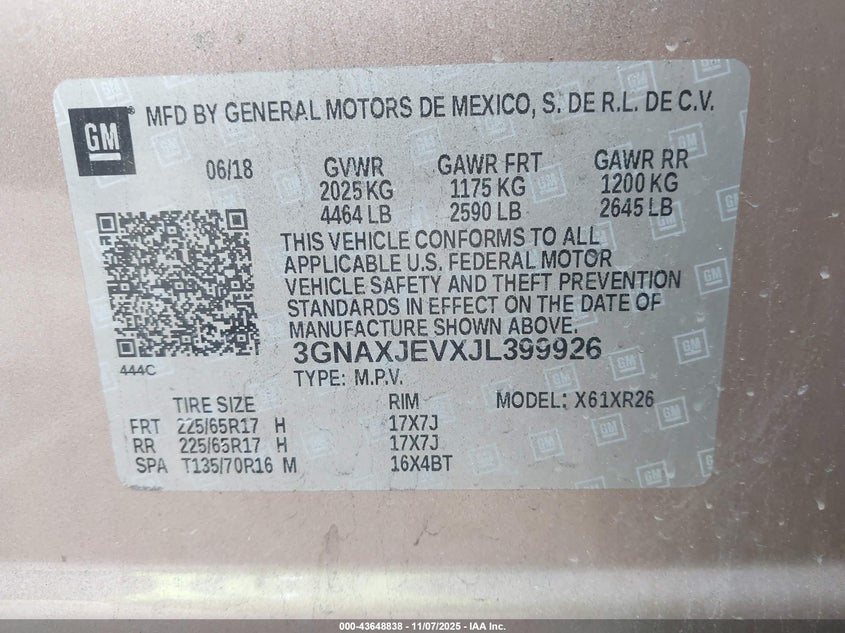 GM
MFD BY GENERAL MOTORS DE MEXICO, S. DE R.L. DE C.V.
06/18 GVWR GAWR FRT GAWR RR
2025 KG 1175 KG 1200 KG
4464 LB 2590 LB 2645 LB
THIS VEHICLE CONFORMS TO ALL
APPLICABLE U.S. FEDERAL MOTOR
VEHICLE SAFETY AND THEFT PREVENTION
STANDARDS IN EFFECT ON THE DATE OF
MANUFACTURE SHOWN ABOVE.
444C
3GNAXJEVXJL399926
TYPE: M.P.V.
TIRE SIZE RIM MODEL: X61XR26
FRT 225/65R17 H 17X7J
RR 225/65R17 H 17X7J
SPA T135/70R16 M 16X4BT
000-43648838 - 11/07/2025 - IAA Inc.